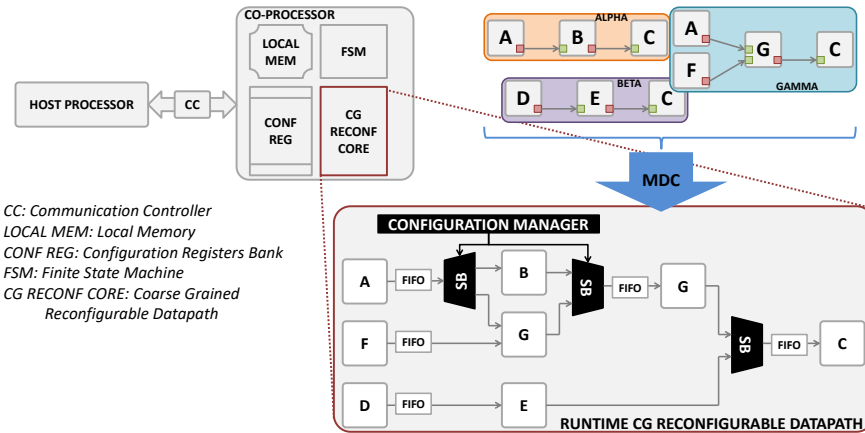 CO-PROCESSOR
LOCAL
MEM
FSM
HOST PROCESSOR
CC
CONF
REG
CG
RECONF
CORE
ALPHA
A
B
C
BETA
D
E
C
A
F
G
C
GAMMA
MDC
CC: Communication Controller
LOCAL MEM: Local Memory
CONF REG: Configuration Registers Bank
FSM: Finite State Machine
CG RECONF CORE: Coarse Grained
Reconfigurable Datapath
CONFIGURATION MANAGER
A
FIFO
SB
B
SB
FIFO
G
F
FIFO
G
SB
FIFO
C
D
FIFO
E
RUNTIME CG RECONFIGURABLE DATAPATH